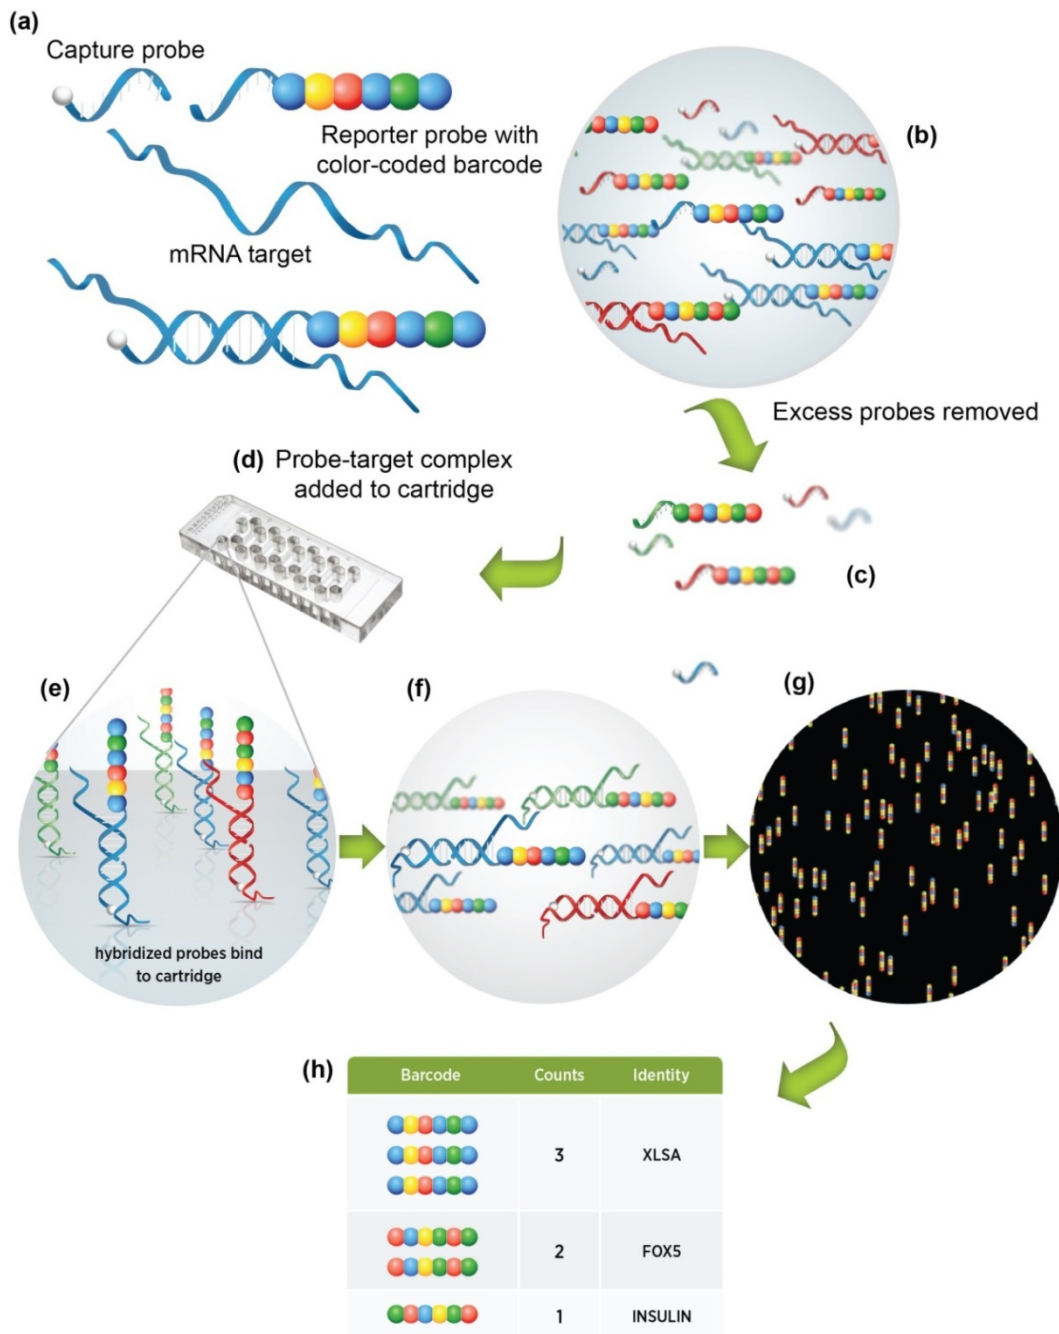 (a)
Capture probe
Reporter probe with
color-coded barcode
mRNA target
(b)
Excess probes removed
(c)
(d) Probe-target complex
added to cartridge
(e)
hybridized probes bind
to cartridge
(f)
(g)
(h)
Barcode Counts Identity
3 XLSA
2 FOX5
1 INSULIN